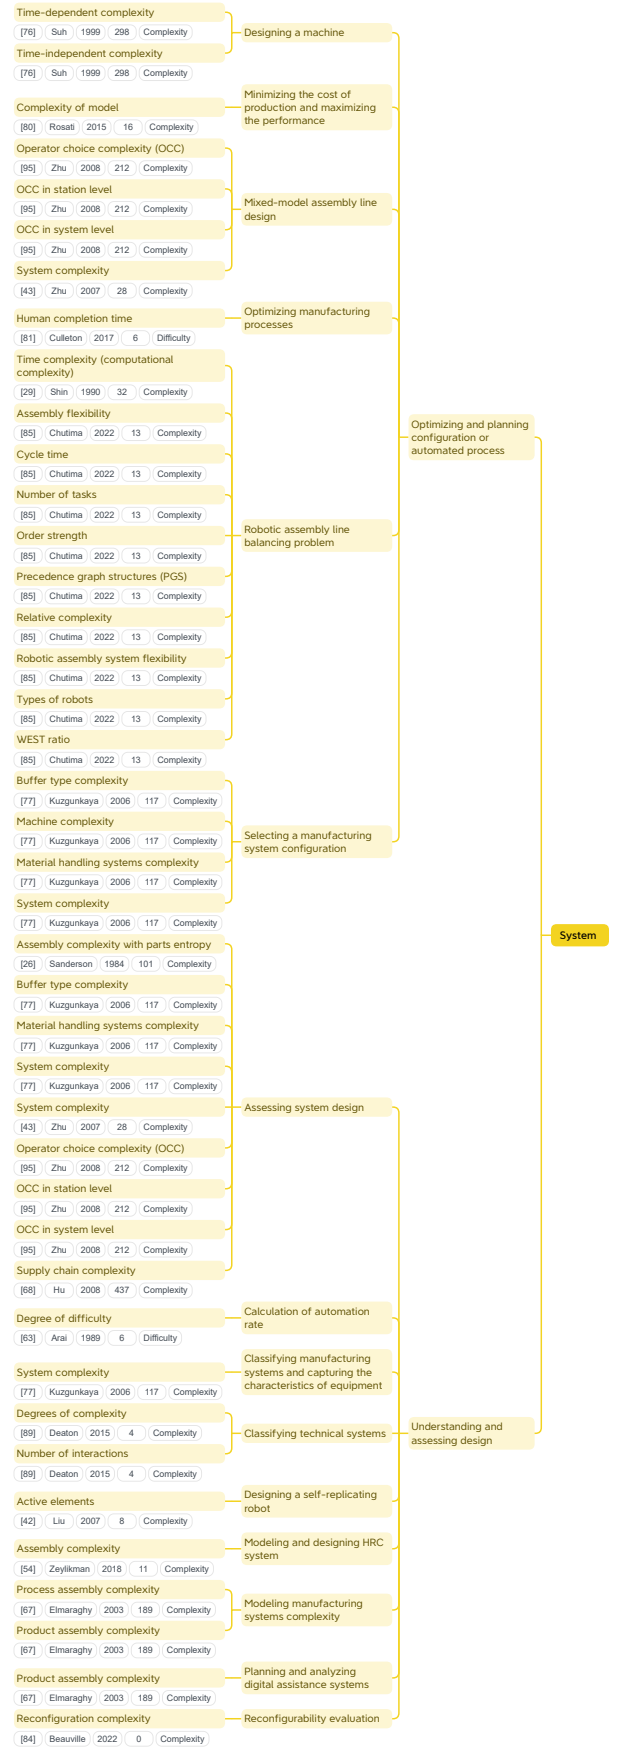 Time-dependent complexity
[76] Suh 1999 298 Complexity
Designing a machine
Time-independent complexity
[76] Suh 1999 298 Complexity
Minimizing the cost of
production and maximizing
the performance
Complexity of model
[80] Rosati 2015 16 Complexity
Operator choice complexity (OCC)
[95] Zhu 2008 212 Complexity
OCC in station level
[95] Zhu 2008 212 Complexity
Mixed-model assembly line
design
OCC in system level
[95] Zhu 2008 212 Complexity
System complexity
[43] Zhu 2007 28 Complexity
Optimizing manufacturing
processes
Human completion time
[81] Culleton 2017 6 Difficulty
Time complexity (computational
complexity)
[29] Shin 1990 32 Complexity
Assembly flexibility
[85] Chutima 2022 13 Complexity
Optimizing and planning
configuration or
automated process
Cycle time
[85] Chutima 2022 13 Complexity
Number of tasks
[85] Chutima 2022 13 Complexity
Order strength
[85] Chutima 2022 13 Complexity
Robotic assembly line
balancing problem
Precedence graph structures (PGS)
[85] Chutima 2022 13 Complexity
Relative complexity
[85] Chutima 2022 13 Complexity
Robotic assembly system flexibility
[85] Chutima 2022 13 Complexity
Types of robots
[85] Chutima 2022 13 Complexity
WEST ratio
[85] Chutima 2022 13 Complexity
Buffer type complexity
[77] Kuzgunkaya 2006 117 Complexity
Machine complexity
[77] Kuzgunkaya 2006 117 Complexity
Selecting a manufacturing
system configuration
Material handling systems complexity
[77] Kuzgunkaya 2006 117 Complexity
System complexity
[77] Kuzgunkaya 2006 117 Complexity
System
Assembly complexity with parts entropy
[26] Sanderson 1984 101 Complexity
Buffer type complexity
[77] Kuzgunkaya 2006 117 Complexity
Material handling systems complexity
[77] Kuzgunkaya 2006 117 Complexity
System complexity
[77] Kuzgunkaya 2006 117 Complexity
System complexity
[43] Zhu 2007 28 Complexity
Assessing system design
Operator choice complexity (OCC)
[95] Zhu 2008 212 Complexity
OCC in station level
[95] Zhu 2008 212 Complexity
OCC in system level
[95] Zhu 2008 212 Complexity
Supply chain complexity
[68] Hu 2008 437 Complexity
Calculation of automation
rate
Degree of difficulty
[63] Arai 1989 6 Difficulty
Classifying manufacturing
systems and capturing the
characteristics of equipment
System complexity
[77] Kuzgunkaya 2006 117 Complexity
Degrees of complexity
[89] Deaton 2015 4 Complexity
Classifying technical systems
Understanding and
assessing design
Number of interactions
[89] Deaton 2015 4 Complexity
Designing a self-replicating
robot
Active elements
[42] Liu 2007 8 Complexity
Modeling and designing HRC
system
Assembly complexity
[54] Zeylikman 2018 11 Complexity
Process assembly complexity
[67] Elmaraghy 2003 189 Complexity
Modeling manufacturing
systems complexity
Product assembly complexity
[67] Elmaraghy 2003 189 Complexity
Planning and analyzing
digital assistance systems
Product assembly complexity
[67] Elmaraghy 2003 189 Complexity
Reconfiguration complexity
Reconfigurability evaluation
[84] Beauville 2022 0 Complexity